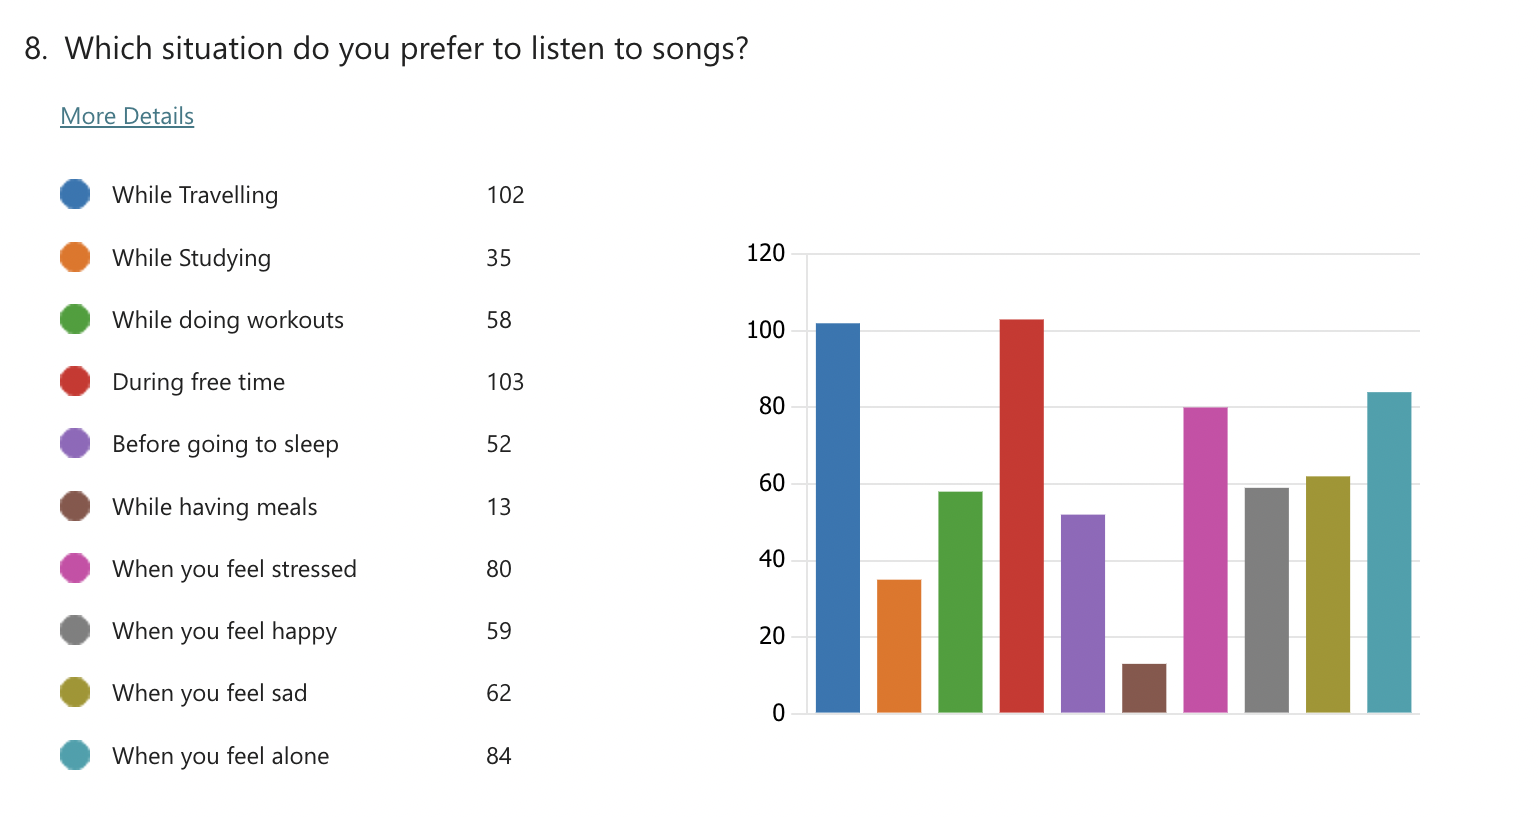 8. Which situation do you prefer to listen to songs?
More Details
While Travelling 102
While Studying 35
While doing workouts 58
During free time 103
Before going to sleep 52
While having meals 13
When you feel stressed 80
When you feel happy 59
When you feel sad 62
When you feel alone 84
120
100
80
60
40
20
0